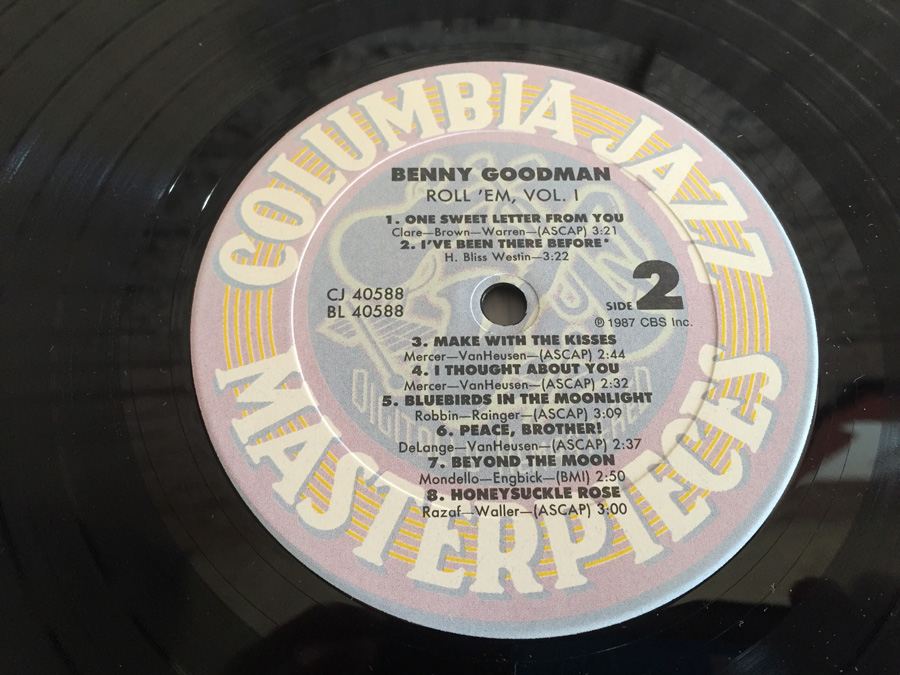 COLUMBIA JAZZ
BENNY GOODMAN
ROLL 'EM, VOL. I
1. ONE SWEET LETTER FROM YOU
Clare—Brown—Warren—(ASCAP) 3:21
2. I'VE BEEN THERE BEFORE*
H. Bliss Westin—3:22
CJ 40588
BL 40588
SIDE 2
℗ 1987 CBS Inc.
3. MAKE WITH THE KISSES
Mercer—VanHeusen—(ASCAP) 2:44
4. I THOUGHT ABOUT YOU
Mercer—VanHeusen—(ASCAP) 2:32
5. BLUEBIRDS IN THE MOONLIGHT
Robbin—Rainger—(ASCAP) 3:09
6. PEACE, BROTHER!
DeLange—VanHeusen—(ASCAP) 2:37
7. BEYOND THE MOON
Mondello—Engbick—(BMI) 2:50
8. HONEYSUCKLE ROSE
Razaf—Waller—(ASCAP) 3:00
MASTERPIECES